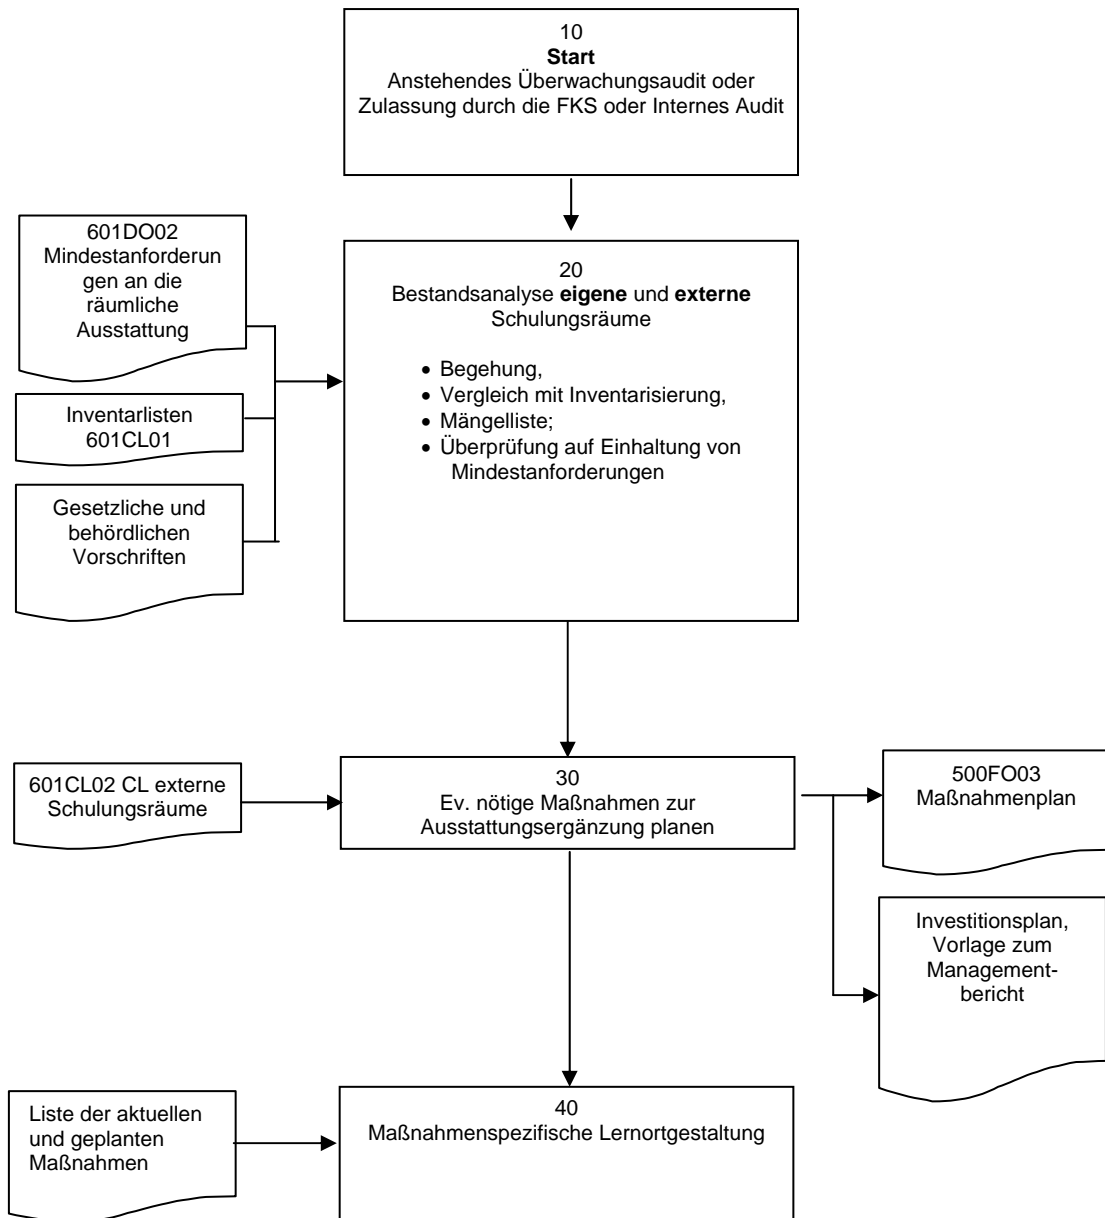 10
Start
Anstehendes Überwachungsaudit oder
Zulassung durch die FKS oder Internes Audit
601DO02
Mindestanforderun
gen an die
räumliche
Ausstattung
Inventarlisten
601CL01
Gesetzliche und
behördlichen
Vorschriften
20
Bestandsanalyse eigene und externe
Schulungsräume
• Begehung,
• Vergleich mit Inventarisierung,
• Mängelliste;
• Überprüfung auf Einhaltung von
Mindestanforderungen
601CL02 CL externe
Schulungsräume
30
Ev. nötige Maßnahmen zur
Ausstattungsergänzung planen
500FO03
Maßnahmenplan
Investitionsplan,
Vorlage zum
Management-
bericht
Liste der aktuellen
und geplanten
Maßnahmen
40
Maßnahmenspezifische Lernortgestaltung